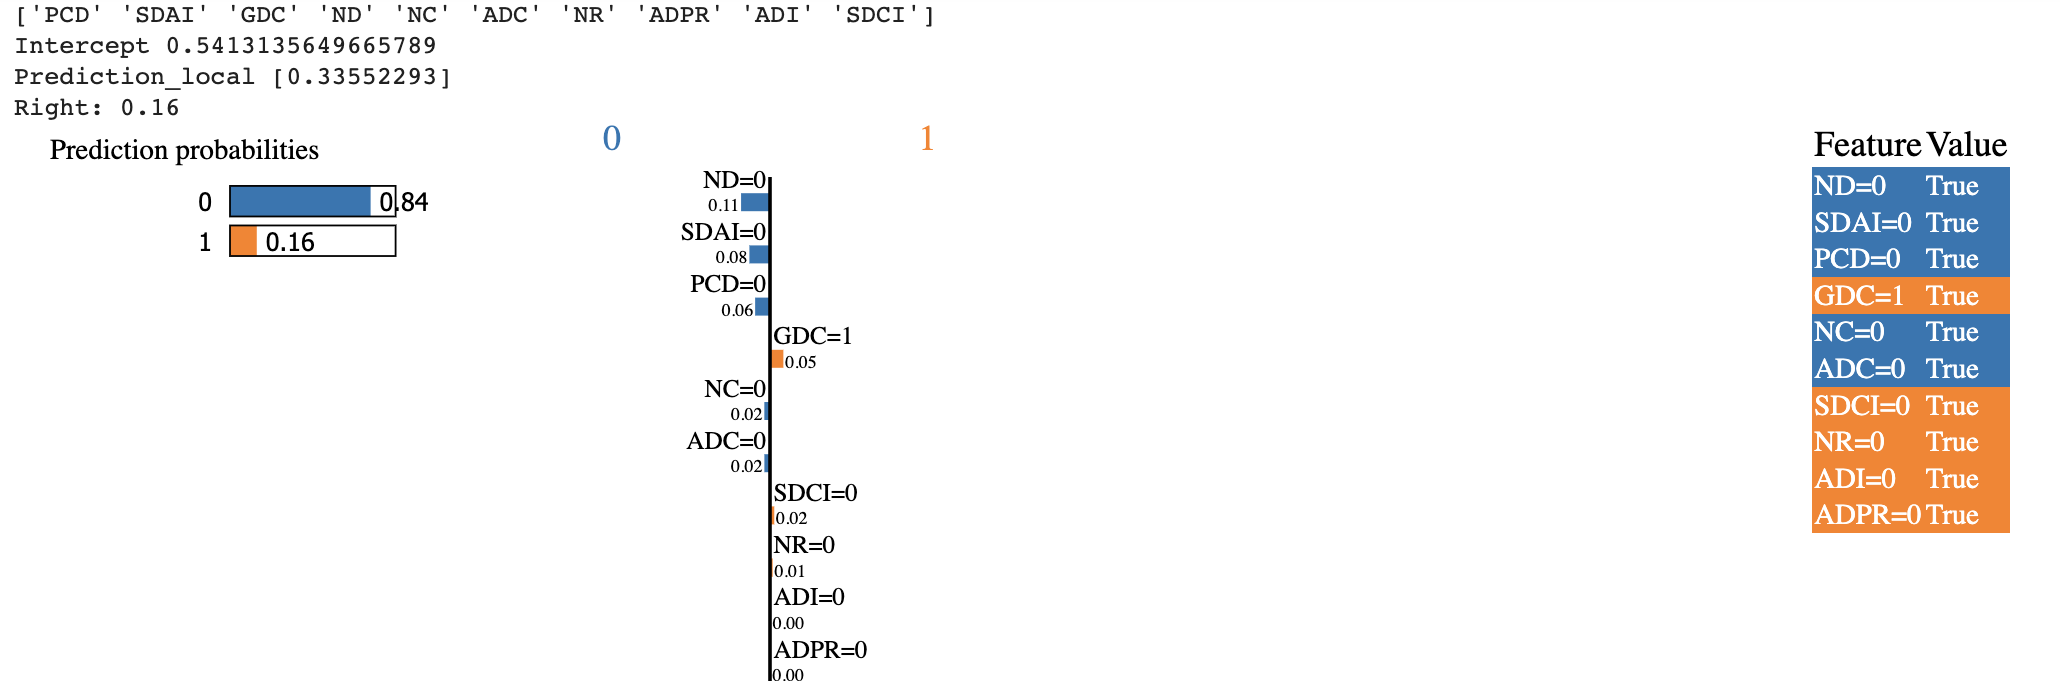 ['PCD' 'SDAI' 'GDC' 'ND' 'NC' 'ADC' 'NR' 'ADPR' 'ADI' 'SDCI']
Intercept 0.5413135649665789
Prediction_local [0.33552293]
Right: 0.16
Prediction probabilities
0 0.84
1 0.16
0 1
ND=0
0.11
SDAI=0
0.08
PCD=0
0.06
GDC=1
0.05
NC=0
0.02
ADC=0
0.02
SDCI=0
0.02
NR=0
0.01
ADI=0
0.00
ADPR=0
0.00
Feature Value
ND=0 True
SDAI=0 True
PCD=0 True
GDC=1 True
NC=0 True
ADC=0 True
SDCI=0 True
NR=0 True
ADI=0 True
ADPR=0 True